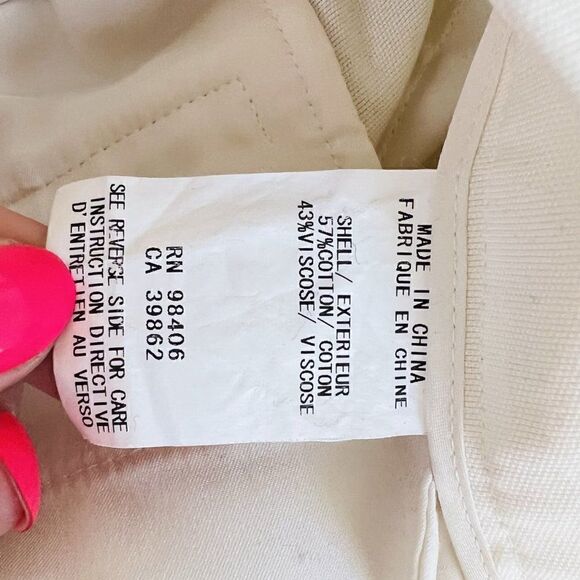 MADE IN CHINA
FABRIQUE EN CHINE
SHELL/ EXTERIEUR
57%COTTON/ COTON
43%VISCOSE/ VISCOSE
RN 98406
CA 39862
SEE REVERSE SIDE FOR CARE
INSTRUCTION DIRECTIVE
D'ENTRETIEN AU VERSO